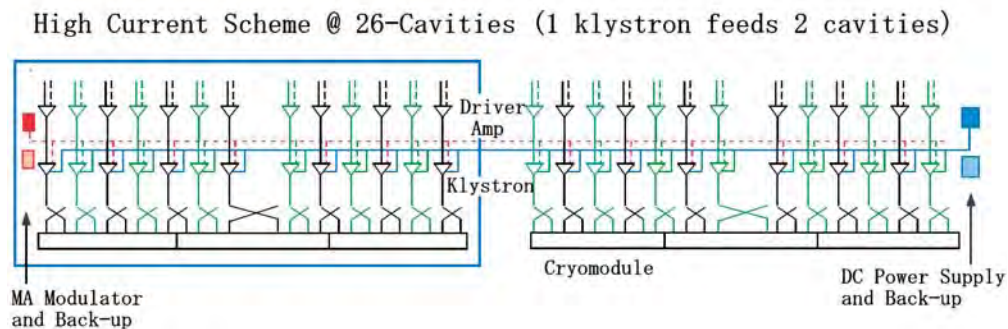 High Current Scheme @ 26-Cavities (1 klystron feeds 2 cavities)
Driver
Amp
Klystron
Cryomodule
MA Modulator
and Back-up
DC Power Supply
and Back-up